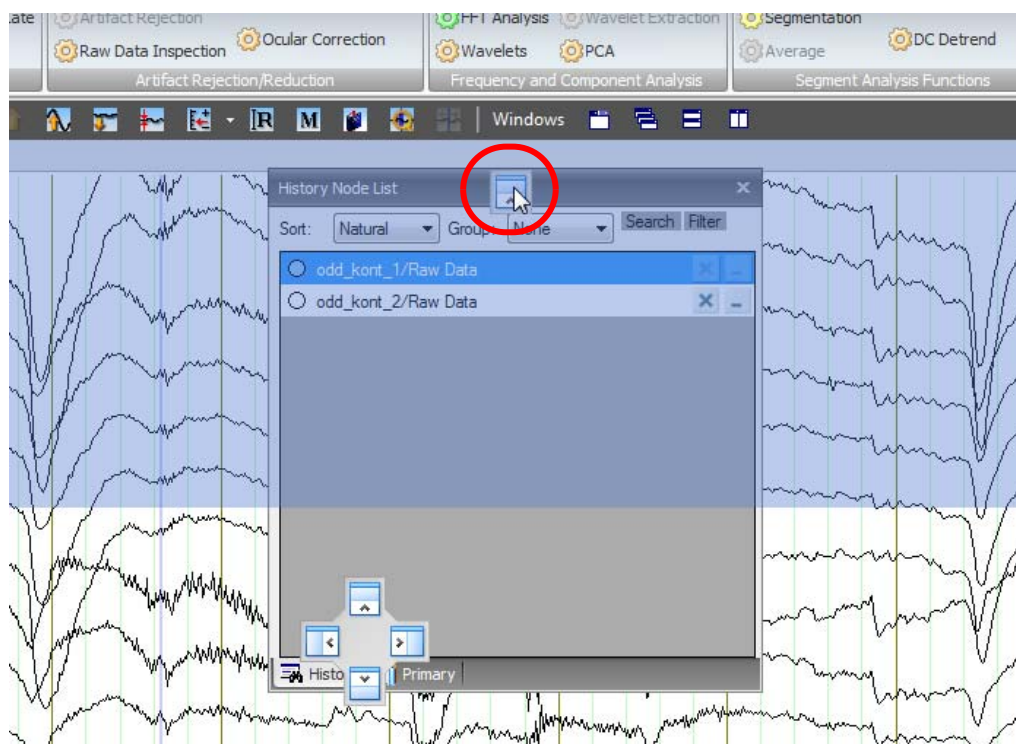 Artifact Rejection
FFT Analysis Wavelet Extraction
Segmentation
Raw Data Inspection Ocular Correction
Wavelets PCA
Average DC Detrend
Artifact Rejection/Reduction
Frequency and Component Analysis
Segment Analysis Functions
Windows
History Node List
Sort: Natural Group: None Search Filter
odd_kont_1/Raw Data
odd_kont_2/Raw Data
Primary